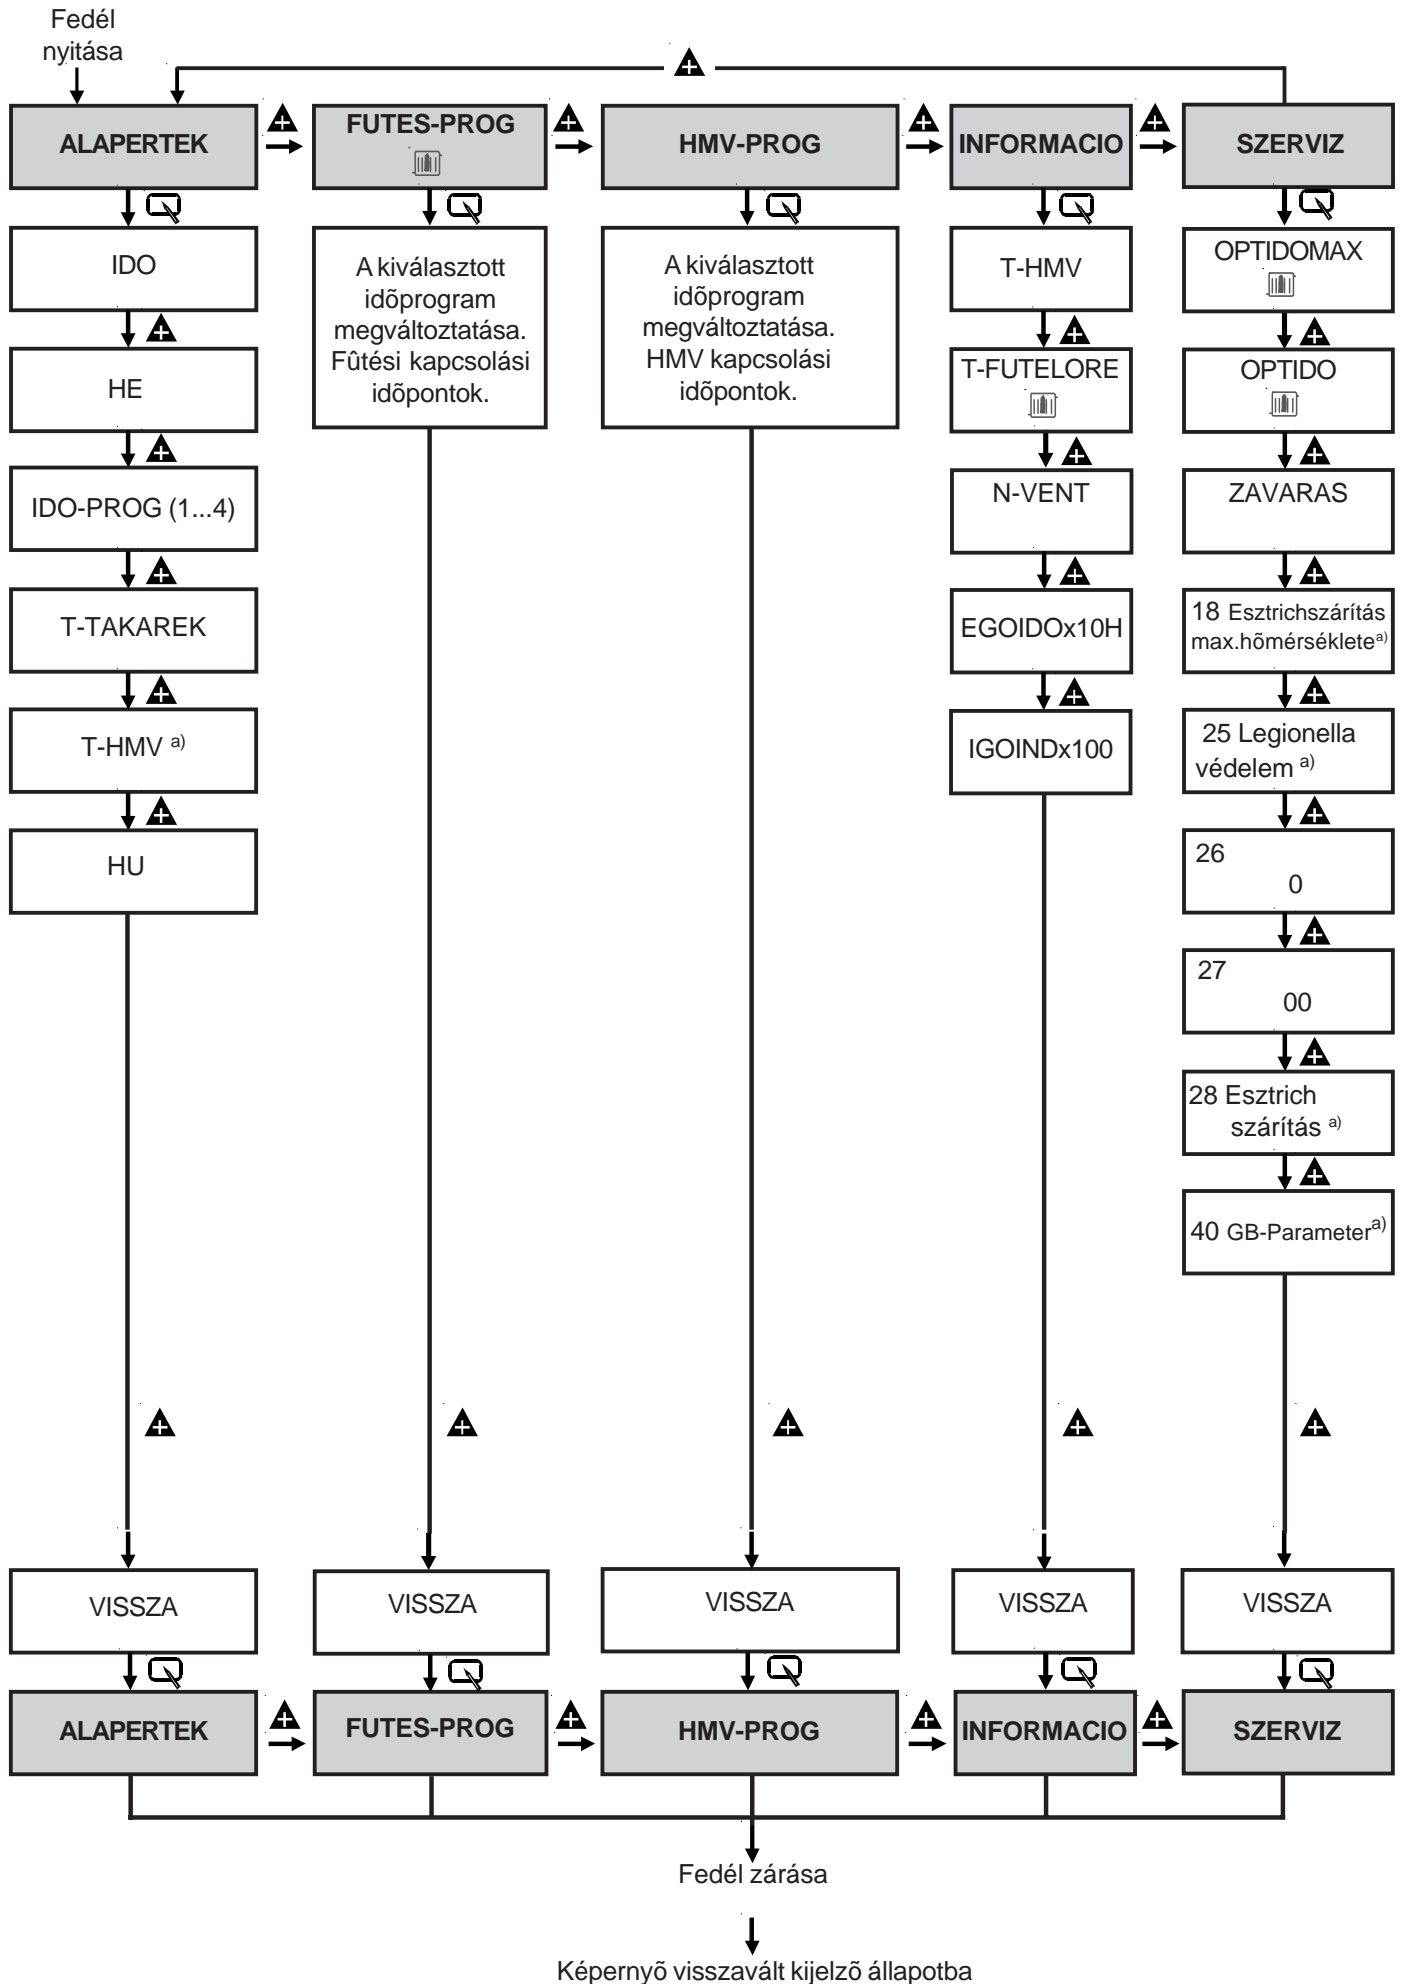 Fedél
nyitása
ALAPERTEK
FUTES-PROG
HMV-PROG
INFORMACIO
SZERVIZ
IDO
HE
IDO-PROG (1...4)
T-TAKAREK
T-HMV a)
HU
A kiválasztott
idõprogram
megváltoztatása.
Fûtési kapcsolási
idõpontok.
A kiválasztott
idõprogram
megváltoztatása.
HMV kapcsolási
idõpontok.
T-HMV
T-FUTELORE
N-VENT
EGOIDOx10H
IGOINDx100
OPTIDOMAX
OPTIDO
ZAVARAS
18 Esztrichszárítás
max.hõmérséklete a)
25 Legionella
védelem a)
26
0
27
00
28 Esztrich
szárítás a)
40 GB-Parameter a)
VISSZA
VISSZA
VISSZA
VISSZA
VISSZA
ALAPERTEK
FUTES-PROG
HMV-PROG
INFORMACIO
SZERVIZ
Fedél zárása
Képernyõ visszavált kijelzõ állapotba